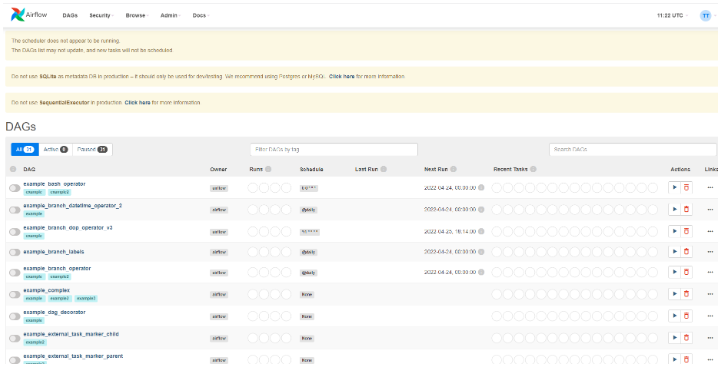 Airflow DAGs Security Browse Admin Docs 11:22 UTC TT
The scheduler does not appear to be running.
The DAGs list may not update, and new tasks will not be scheduled.
Do not use SQLite as metadata DB in production – it should only be used for dev/testing. We recommend using Postgres or MySQL. Click here for more information.
Do not use SequentialExecutor in production. Click here for more information.
DAGs
All Active Paused Filter DAGs by tag Search DAGs
DAG Owner Runs Schedule Last Run Next Run Recent Tasks Actions Links
example_bash_operator airflow 2022-04-24, 00:00:00
example example2
example_branch_datetime_operator_2 airflow @daily 2022-04-24, 00:00:00
example
example_branch_dop_operator_v3 airflow 2022-04-25, 16:14:00
example
example_branch_labels airflow @daily 2022-04-24, 00:00:00
example_branch_operator airflow @daily 2022-04-24, 00:00:00
example example2
example_complex airflow None
example example2 example3
example_dag_decorator airflow None
example
example_external_task_marker_child airflow None
example2
example_external_task_marker_parent airflow None